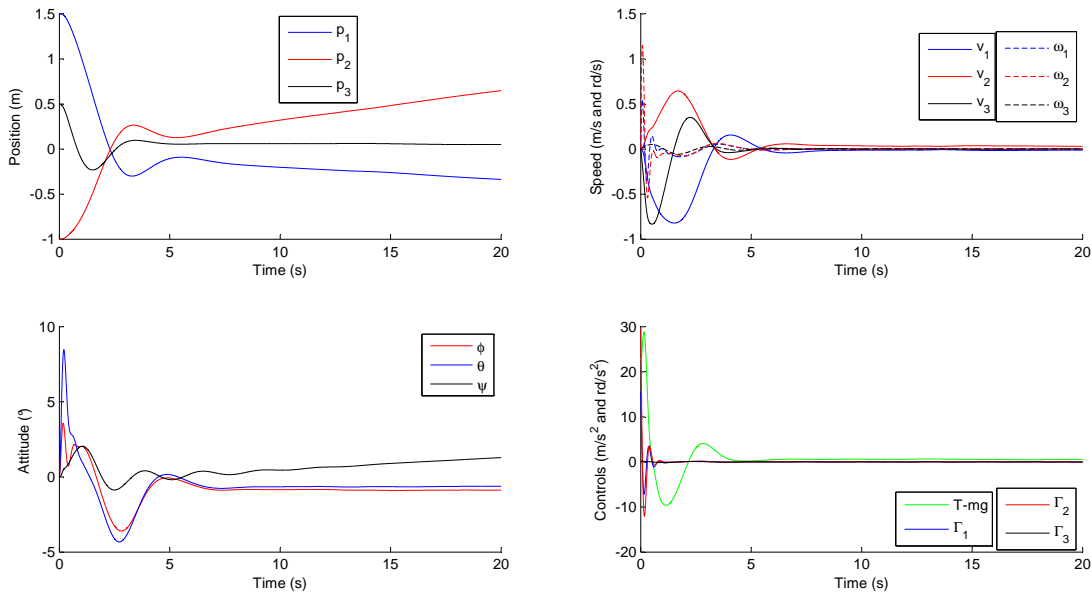 1.5
1
0.5
0
-0.5
-1
0 5 10 15 20
Time (s)
Position (m)
p1
p2
p3
1
0.5
0
-0.5
-1
0 5 10 15 20
Time (s)
Speed (m/s and rd/s)
v1
v2
v3
ω1
ω2
ω3
10
5
0
-5
0 5 10 15 20
Time (s)
Attitude (°)
ϕ
θ
ψ
30
20
10
0
-10
-20
0 5 10 15 20
Time (s)
Controls (m/s² and rd/s²)
T-mg
Γ1
Γ2
Γ3